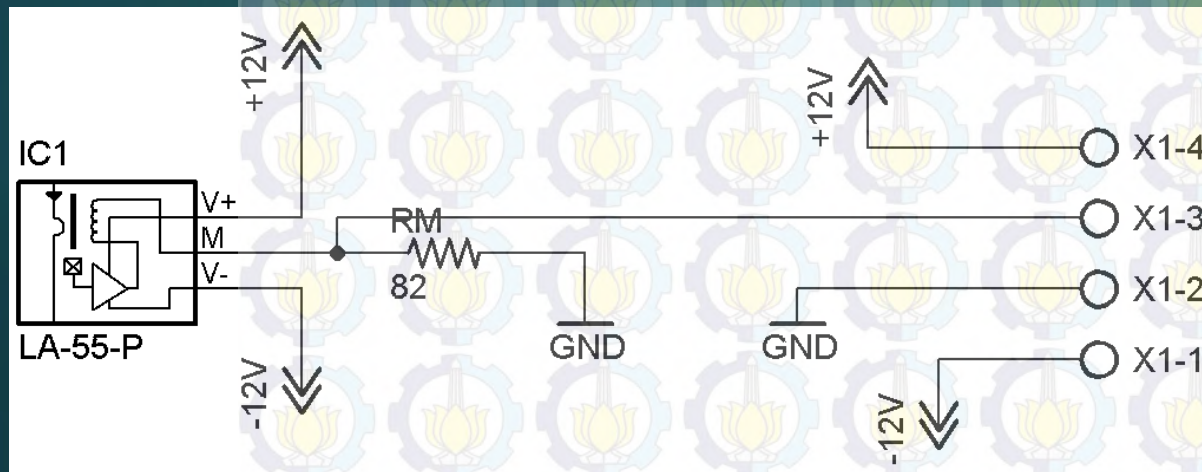 +12V
IC1
V+
M
V-
LA-55-P
-12V
RM
82
GND
GND
+12V
-12V
X1-4
X1-3
X1-2
X1-1